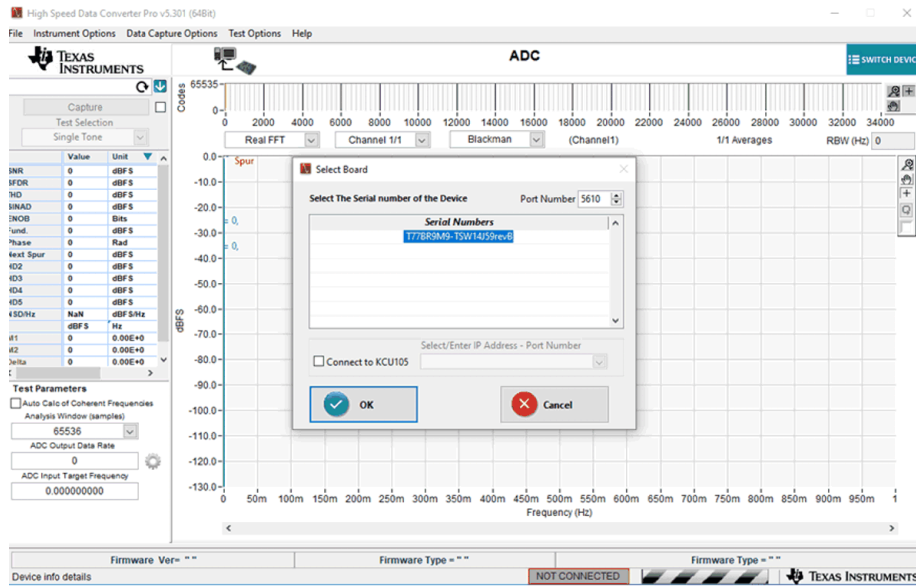 High Speed Data Converter Pro v5.301 (64Bit)
File Instrument Options Data Capture Options Test Options Help
TEXAS INSTRUMENTS
ADC
SWITCH DEVIC
Capture
Test Selection
Single Tone
Codes
65535
0
0 2000 4000 6000 8000 10000 12000 14000 16000 18000 20000 22000 24000 26000 28000 30000 32000 34000
Real FFT Channel 1/1 Blackman (Channel1) 1/1 Averages RBW (Hz) 0
Value Unit
SNR 0 dBFS
SFDR 0 dBFS
THD 0 dBFS
SINAD 0 dBFS
ENOB 0 Bits
Fund. 0 dBFS
Phase 0 Rad
Next Spur 0 dBFS
HD2 0 dBFS
HD3 0 dBFS
HD4 0 dBFS
HD5 0 dBFS
NSD/Hz NaN dBFS/Hz
dBFS Hz
M1 0 0.00E+0
M2 0 0.00E+0
Delta 0 0.00E+0
Test Parameters
Auto Calc of Coherent Frequencies
Analysis Window (samples)
65536
ADC Output Data Rate
0
ADC Input Target Frequency
0.000000000
dBFS
0.0
-10.0
-20.0
-30.0
-40.0
-50.0
-60.0
-70.0
-80.0
-90.0
-100.0
-110.0
-120.0
-130.0
Spur
= 0,
= 0,
Select Board
Select The Serial number of the Device Port Number 5610
Serial Numbers
T77BR9M9-TSW14J59revB
Select/Enter IP Address - Port Number
Connect to KCU105
OK Cancel
0 50m 100m 150m 200m 250m 300m 350m 400m 450m 500m 550m 600m 650m 700m 750m 800m 850m 900m 950m 1
Frequency (Hz)
Firmware Ver= " " Firmware Type = " " Firmware Type = " "
Device info details NOT CONNECTED TEXAS INSTRUMENTS